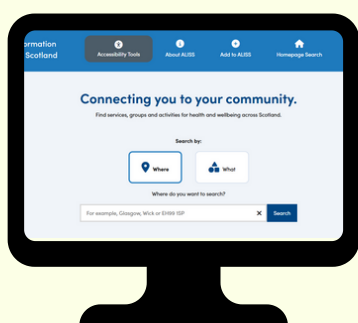 ormation
Scotland
Accessibility Tools
About ALISS
Add to ALISS
Homepage Search
Connecting you to your community.
Find services, groups and activities for health and wellbeing across Scotland.
Search by:
Where
What
Where do you want to search?
For example, Glasgow, Wick or EH66 1SP
Search